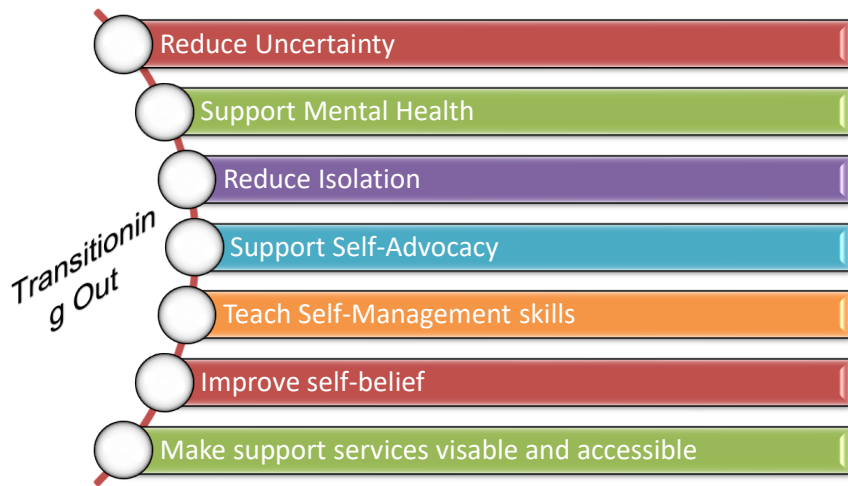 Reduce Uncertainty
Support Mental Health
Reduce Isolation
Support Self-Advocacy
Teach Self-Management skills
Improve self-belief
Make support services visable and accessible
Transitionin
g Out